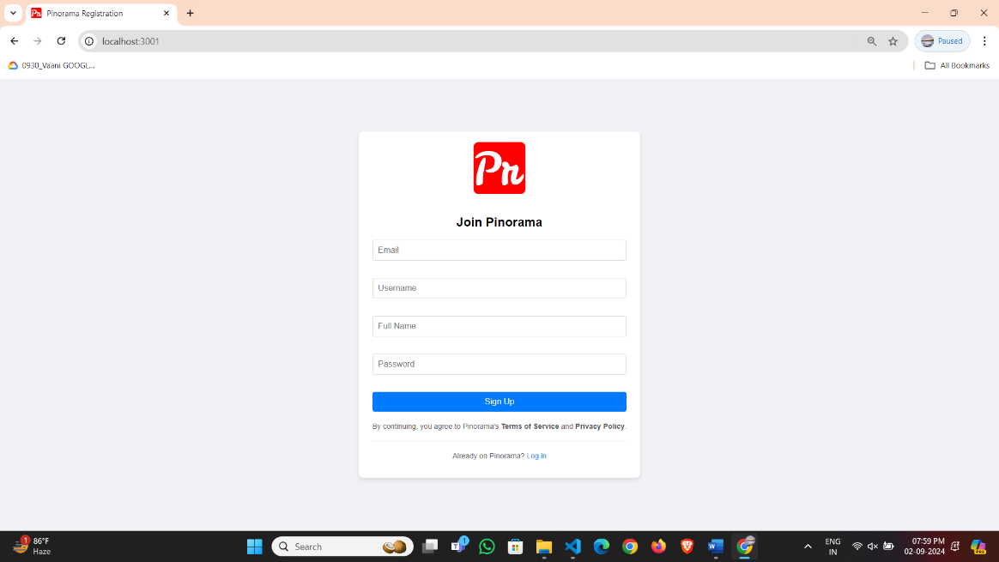 Pinorama Registration
localhost:3001
Paused
0930_Vaani GOOGL...
All Bookmarks
Pr
Join Pinorama
Email
Username
Full Name
Password
Sign Up
By continuing, you agree to Pinorama's Terms of Service and Privacy Policy.
Already on Pinorama? Log in
1
86°F
Haze
Search
1
ENG
IN
07:59 PM
02-09-2024
PRE